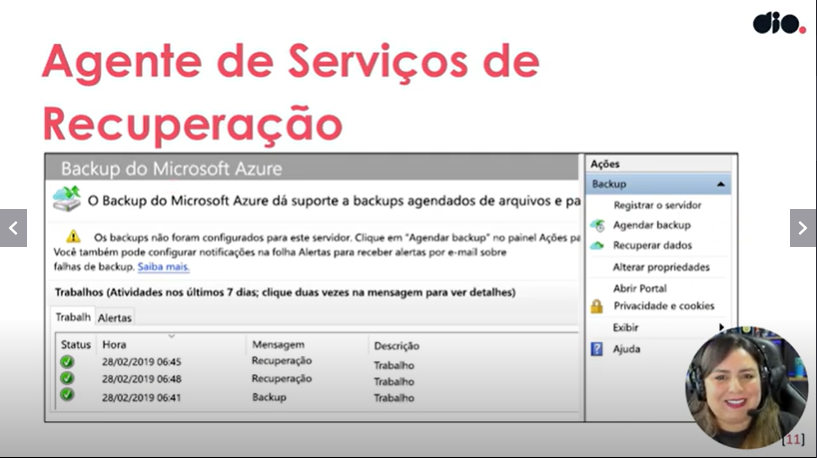 dio.
Agente de Serviços de
Recuperação
Backup do Microsoft Azure
O Backup do Microsoft Azure dá suporte a backups agendados de arquivos e pa
Os backups não foram configurados para este servidor. Clique em "Agendar backup" no painel Ações pa
Você também pode configurar notificações na folha Alertas para receber alertas por e-mail sobre
falhas de backup. Saiba mais.
Trabalhos (Atividades nos últimos 7 dias; clique duas vezes na mensagem para ver detalhes)
Trabalh Alertas
Status Hora Mensagem Descrição
28/02/2019 06:45 Recuperação Trabalho
28/02/2019 06:48 Recuperação Trabalho
28/02/2019 06:41 Backup Trabalho
Ações
Backup
Registrar o servidor
Agendar backup
Recuperar dados
Alterar propriedades
Abrir Portal
Privacidade e cookies
Exibir
Ajuda
[11]